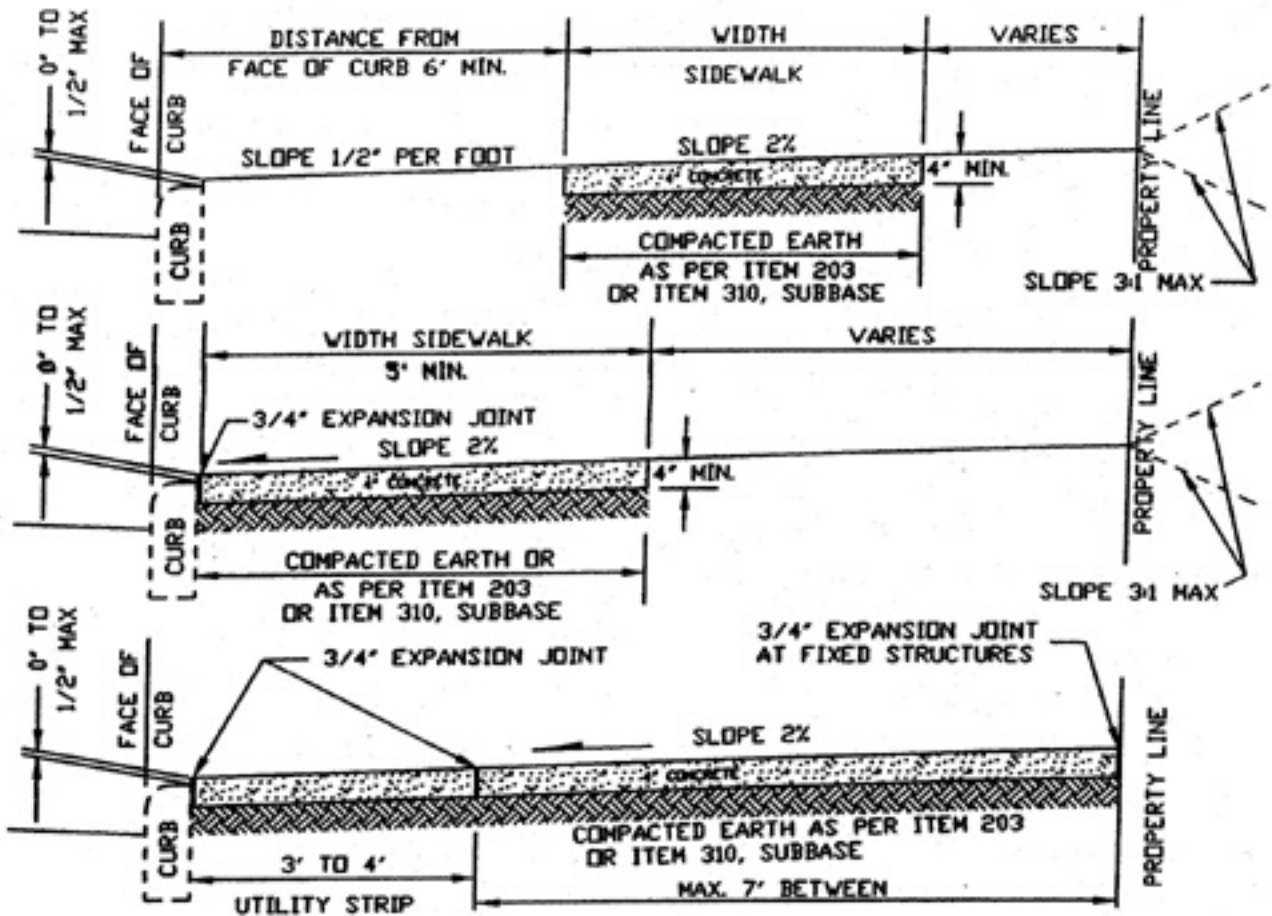 0" TO
1/2" MAX
FACE OF
CURB
DISTANCE FROM
FACE OF CURB 6' MIN.
WIDTH
SIDEWALK
VARIES
SLOPE 1/2" PER FOOT
SLOPE 2%
4" CONCRETE
4" MIN.
PROPERTY LINE
CURB
COMPACTED EARTH
AS PER ITEM 203
OR ITEM 310, SUBBASE
SLOPE 3:1 MAX
0" TO
1/2" MAX
FACE OF
CURB
WIDTH SIDEWALK
5' MIN.
VARIES
3/4" EXPANSION JOINT
SLOPE 2%
4" CONCRETE
4" MIN.
PROPERTY LINE
CURB
COMPACTED EARTH OR
AS PER ITEM 203
OR ITEM 310, SUBBASE
SLOPE 3:1 MAX
0" TO
1/2" MAX
FACE OF
CURB
3/4" EXPANSION JOINT
3/4" EXPANSION JOINT
AT FIXED STRUCTURES
SLOPE 2%
4" CONCRETE
PROPERTY LINE
CURB
COMPACTED EARTH AS PER ITEM 203
OR ITEM 310, SUBBASE
3' TO 4'
UTILITY STRIP
MAX. 7' BETWEEN